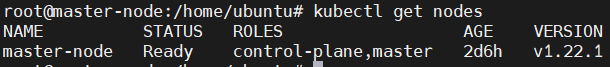 root@master-node:/home/ubuntu# kubectl get nodes
NAME STATUS ROLES AGE VERSION
master-node Ready control-plane,master 2d6h v1.22.1